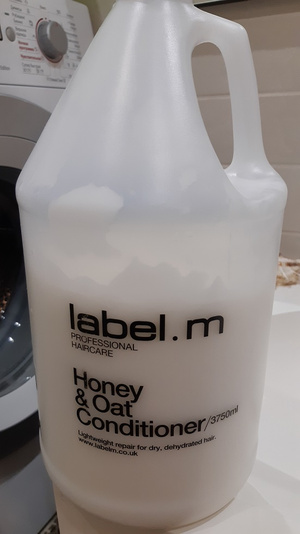 label.m
PROFESSIONAL
HAIRCARE
Honey
& Oat
Conditioner/3750ml
Lightweight repair for dry, dehydrated hair.
www.labelm.co.uk